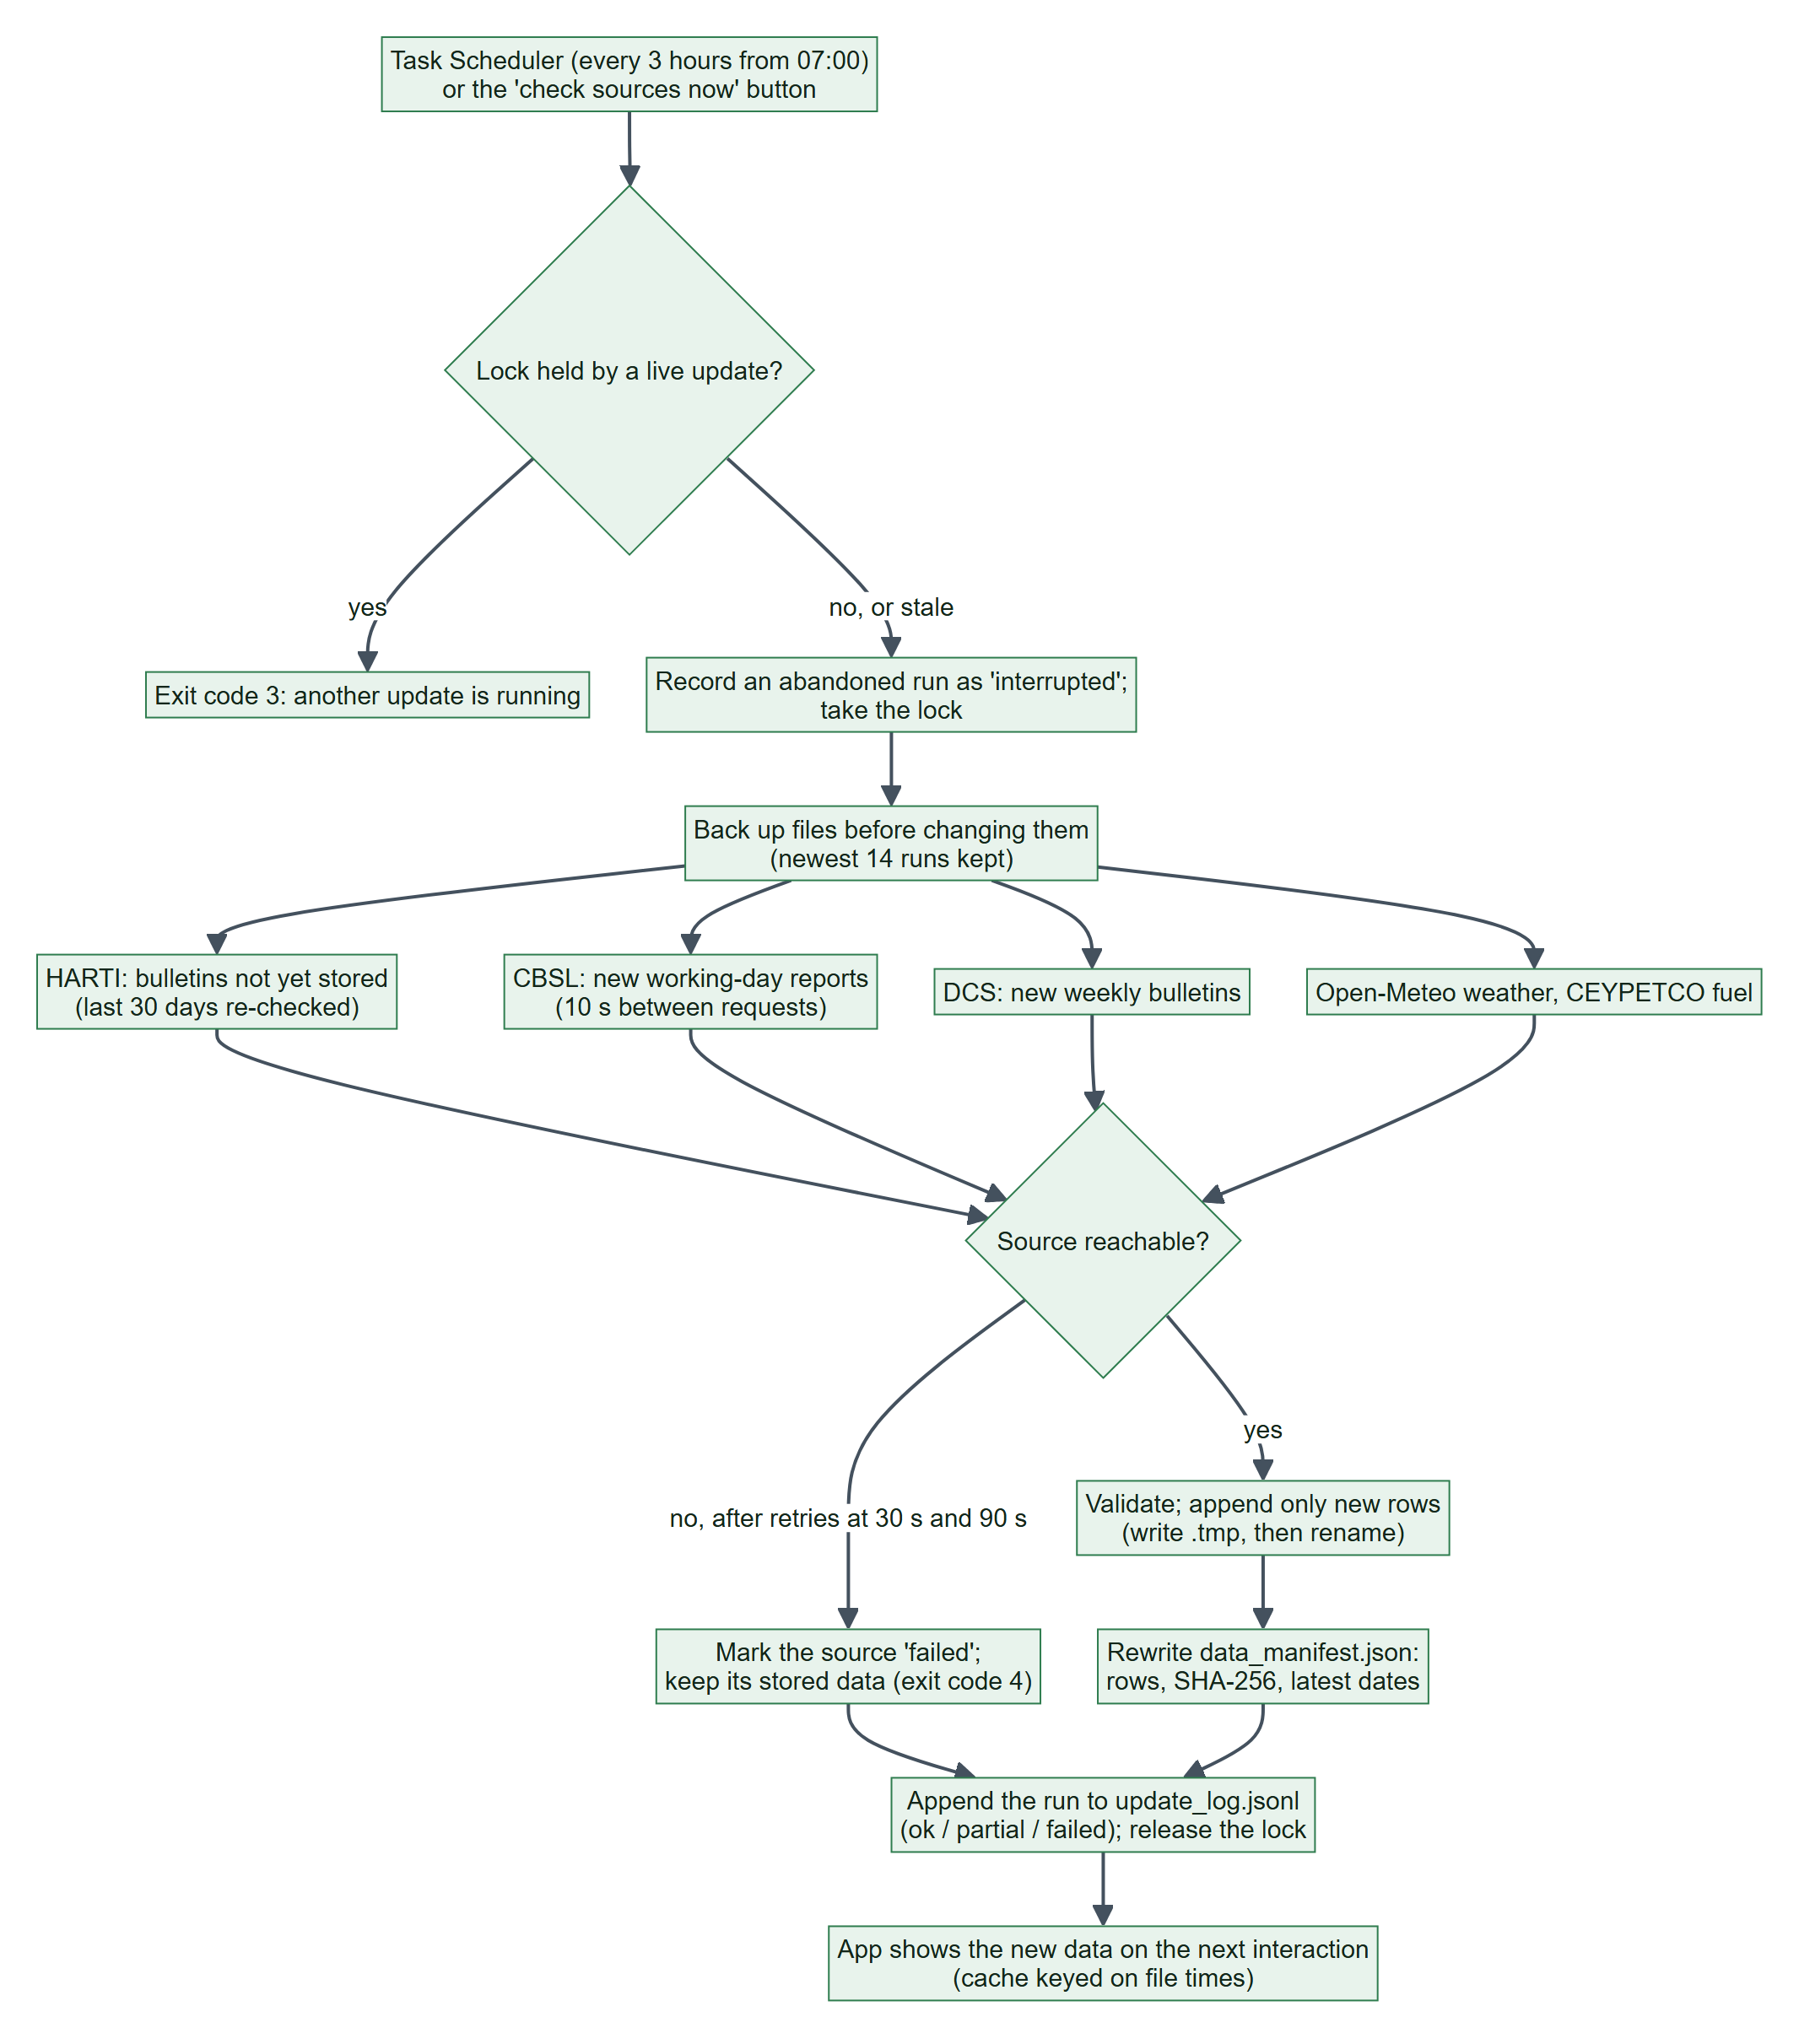 Task Scheduler (every 3 hours from 07:00)
or the 'check sources now' button
Lock held by a live update?
yes
no, or stale
Exit code 3: another update is running
Record an abandoned run as 'interrupted';
take the lock
Back up files before changing them
(newest 14 runs kept)
HARTI: bulletins not yet stored
(last 30 days re-checked)
CBSL: new working-day reports
(10 s between requests)
DCS: new weekly bulletins
Open-Meteo weather, CEYPETCO fuel
Source reachable?
yes
no, after retries at 30 s and 90 s
Validate; append only new rows
(write .tmp, then rename)
Mark the source 'failed';
keep its stored data (exit code 4)
Rewrite data_manifest.json:
rows, SHA-256, latest dates
Append the run to update_log.jsonl
(ok / partial / failed); release the lock
App shows the new data on the next interaction
(cache keyed on file times)